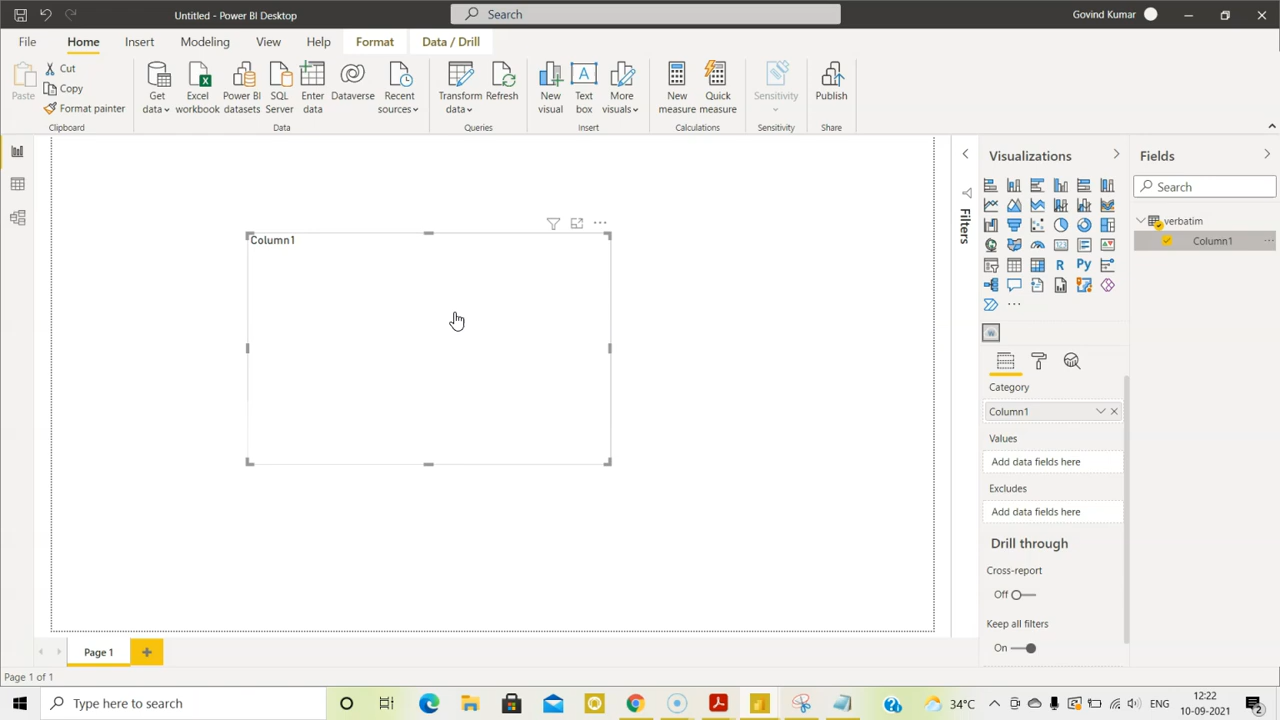 Untitled - Power BI Desktop
Search
Govind Kumar
File
Home
Insert
Modeling
View
Help
Format
Data / Drill
Paste
Cut
Copy
Format painter
Clipboard
Get data
Excel workbook
Power BI datasets
SQL Server
Enter data
Dataverse
Recent sources
Data
Transform data
Refresh
Queries
New visual
Text box
More visuals
Insert
New measure
Quick measure
Calculations
Sensitivity
Sensitivity
Publish
Share
Column1
Filters
Visualizations
R
Py
Category
Column1
Values
Add data fields here
Excludes
Add data fields here
Drill through
Cross-report
Off
Keep all filters
On
Fields
Search
verbatim
Column1
Page 1
Page 1 of 1
Type here to search
34°C
ENG
12:22
10-09-2021
2